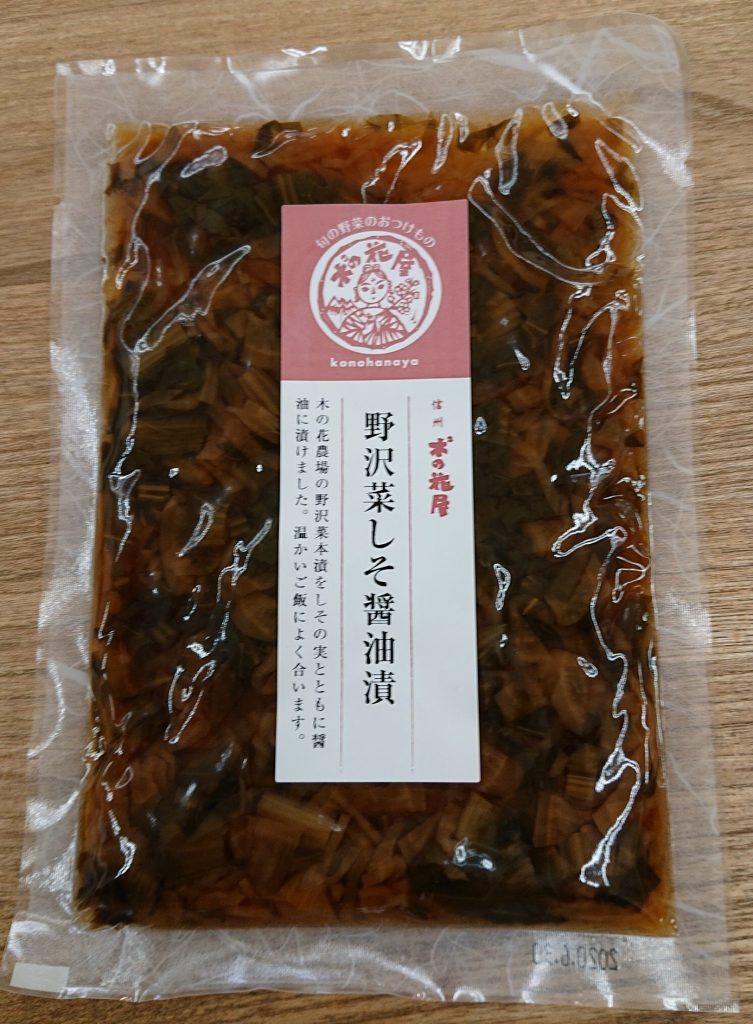 旬の野菜のおつけもの
木の花屋
konohanaya
信州
木の花屋
野沢菜しそ醤油漬
木の花農場の野沢菜本漬をしその実とともに醤
油に漬けました。温かいご飯によく合います。
2020.6.30